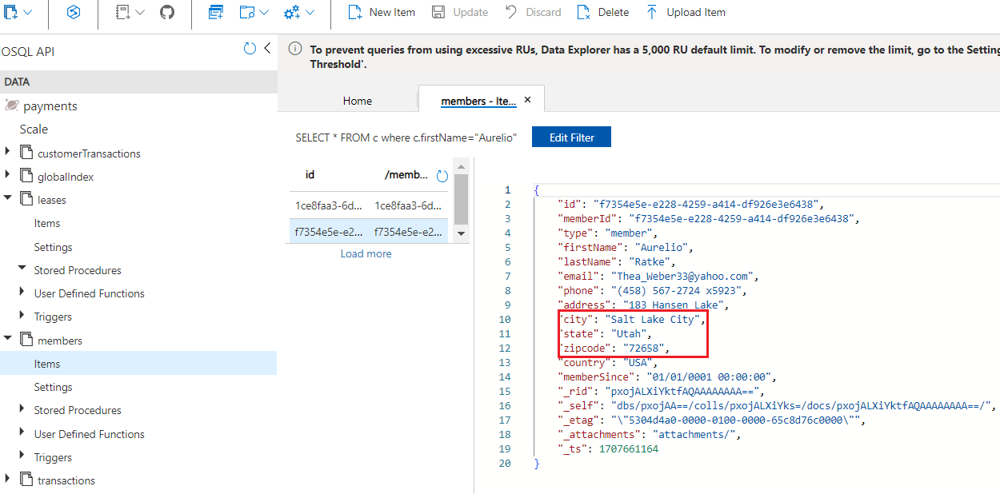 New Item
Update
Discard
Delete
Upload Item
OSQL API
To prevent queries from using excessive RUs, Data Explorer has a 5,000 RU default limit. To modify or remove the limit, go to the Setting
Threshold'.
DATA
payments
Scale
customerTransactions
globalIndex
leases
Items
Settings
Stored Procedures
User Defined Functions
Triggers
members
Items
Settings
Stored Procedures
User Defined Functions
Triggers
transactions
Home
members - Ite...
SELECT * FROM c where c.firstName="Aurelio"
Edit Filter
id
/memb...
1ce8faa3-6d... 1ce8faa3-6d...
f7354e5e-e2... f7354e5e-e2...
Load more
1 {
2 "id": "f7354e5e-e228-4259-a414-df926e3e6438",
3 "memberId": "f7354e5e-e228-4259-a414-df926e3e6438",
4 "type": "member",
5 "firstName": "Aurelio",
6 "lastName": "Ratke",
7 "email": "Thea_Weber33@yahoo.com",
8 "phone": "(458) 567-2724 x5923",
9 "address": "183 Hansen Lake",
10 "city": "Salt Lake City",
11 "state": "Utah",
12 "zipcode": "72658",
13 "country": "USA",
14 "memberSince": "01/01/0001 00:00:00",
15 "_rid": "pxojALXiYktfAQAAAAAAAA==",
16 "_self": "dbs/pxojAA==/colls/pxojALXiYks=/docs/pxojALXiYktfAQAAAAAAAA==/",
17 "_etag": "\"5304d4a0-0000-0100-0000-65c8d76c0000\"",
18 "_attachments": "attachments/",
19 "_ts": 1707661164
20 }